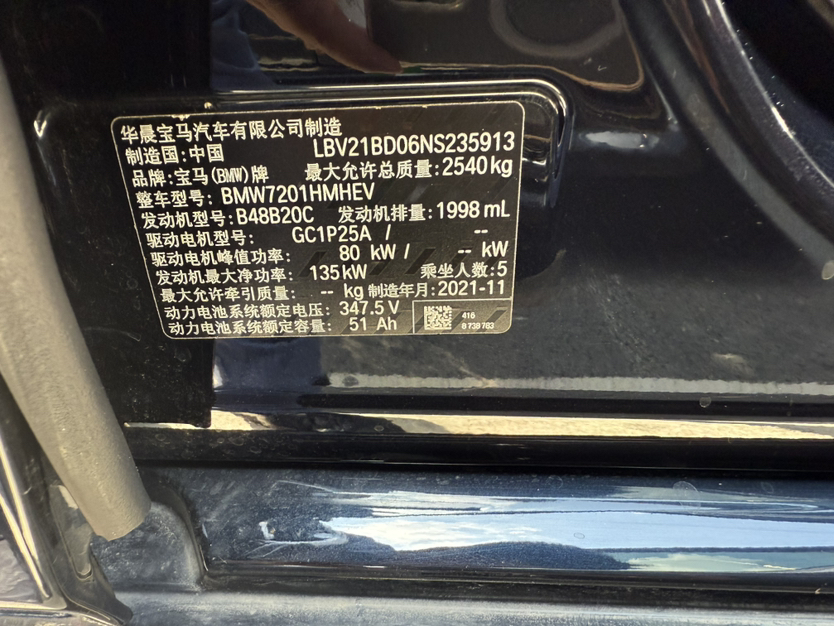 华晨宝马汽车有限公司制造
制造国:中国 LBV21BD06NS235913
品牌:宝马(BMW)牌 最大允许总质量:2540kg
整车型号: BMW7201HMHEV
发动机型号:B48B20C 发动机排量:1998 mL
驱动电机型号: GC1P25A / --
驱动电机峰值功率: 80 kW / -- kW
发动机最大净功率: 135kW 乘坐人数:5
最大允许牵引质量: -- kg 制造年月:2021-11
动力电池系统额定电压: 347.5 V
动力电池系统额定容量: 51 Ah
416
8 738 783